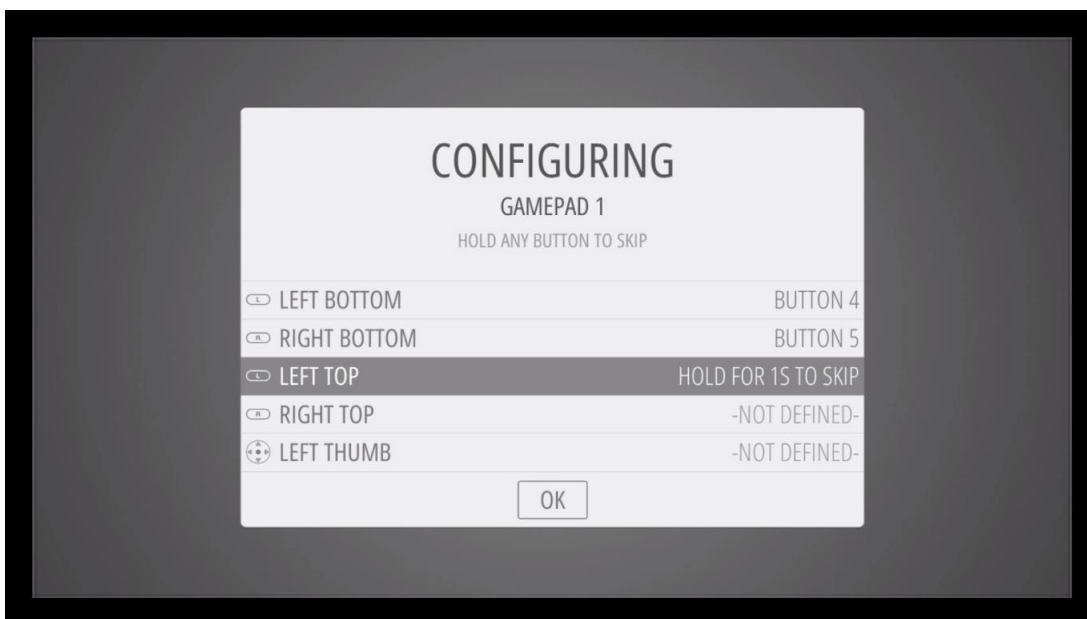 CONFIGURING
GAMEPAD 1
HOLD ANY BUTTON TO SKIP
L LEFT BOTTOM BUTTON 4
R RIGHT BOTTOM BUTTON 5
L LEFT TOP HOLD FOR 1S TO SKIP
R RIGHT TOP -NOT DEFINED-
LEFT THUMB -NOT DEFINED-
OK